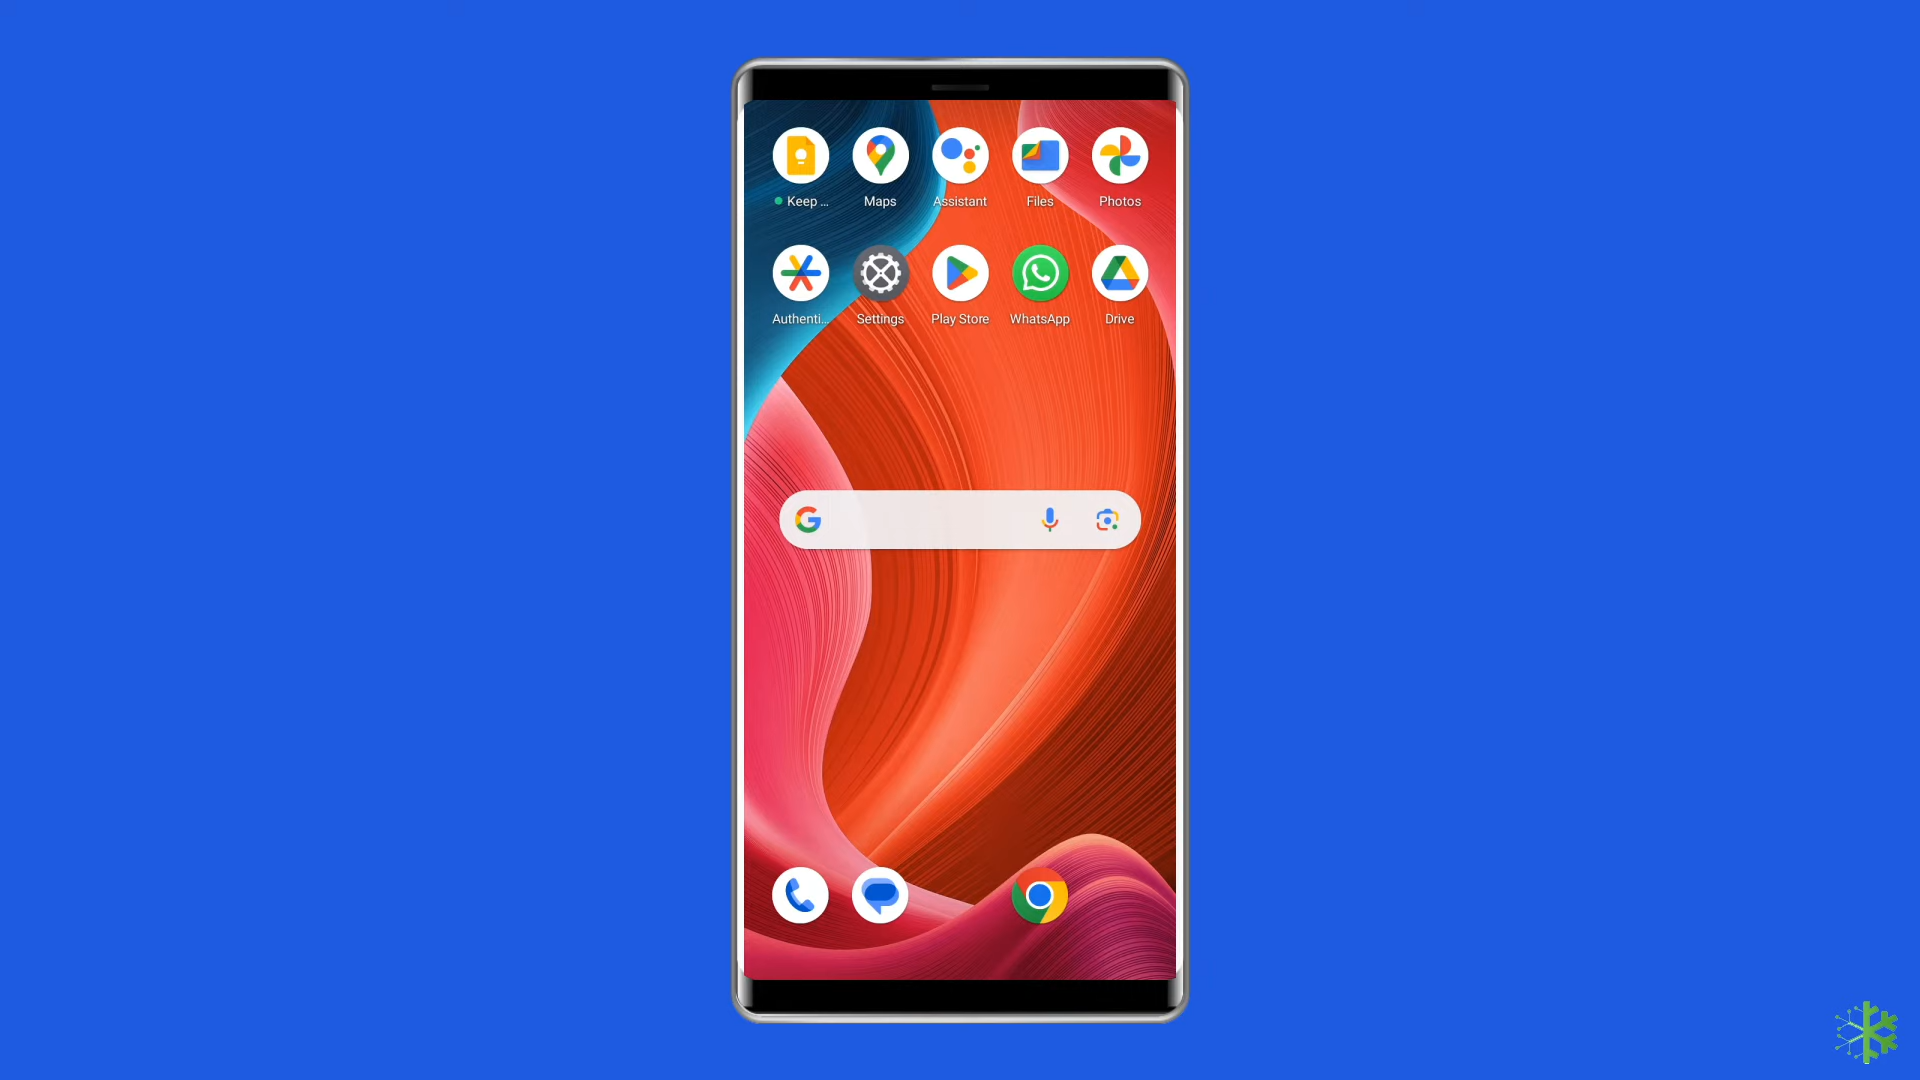 Keep ...
Maps
Assistant
Files
Photos
Authenti...
Settings
Play Store
WhatsApp
Drive